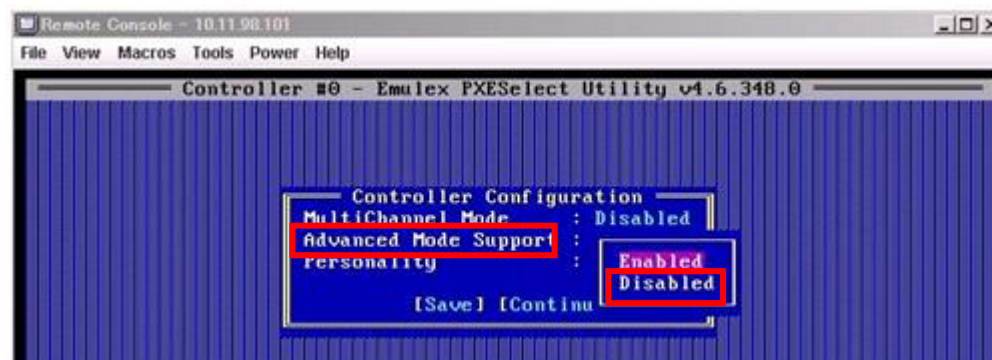 Remote Console - 10.11.98.101
File View Macros Tools Power Help
Controller #0 - Emulex PXESelect Utility v4.6.348.0
Controller Configuration
MultiChannel Mode : Disabled
Advanced Mode Support :
Personality :
Enabled
Disabled
[Save] [Continu